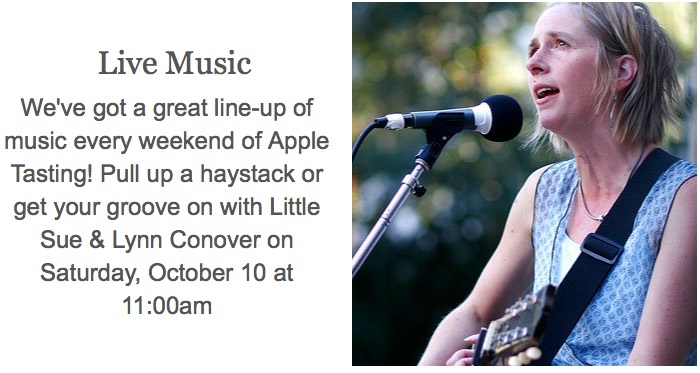 Live Music
We've got a great line-up of
music every weekend of Apple
Tasting! Pull up a haystack or
get your groove on with Little
Sue & Lynn Conover on
Saturday, October 10 at
11:00am